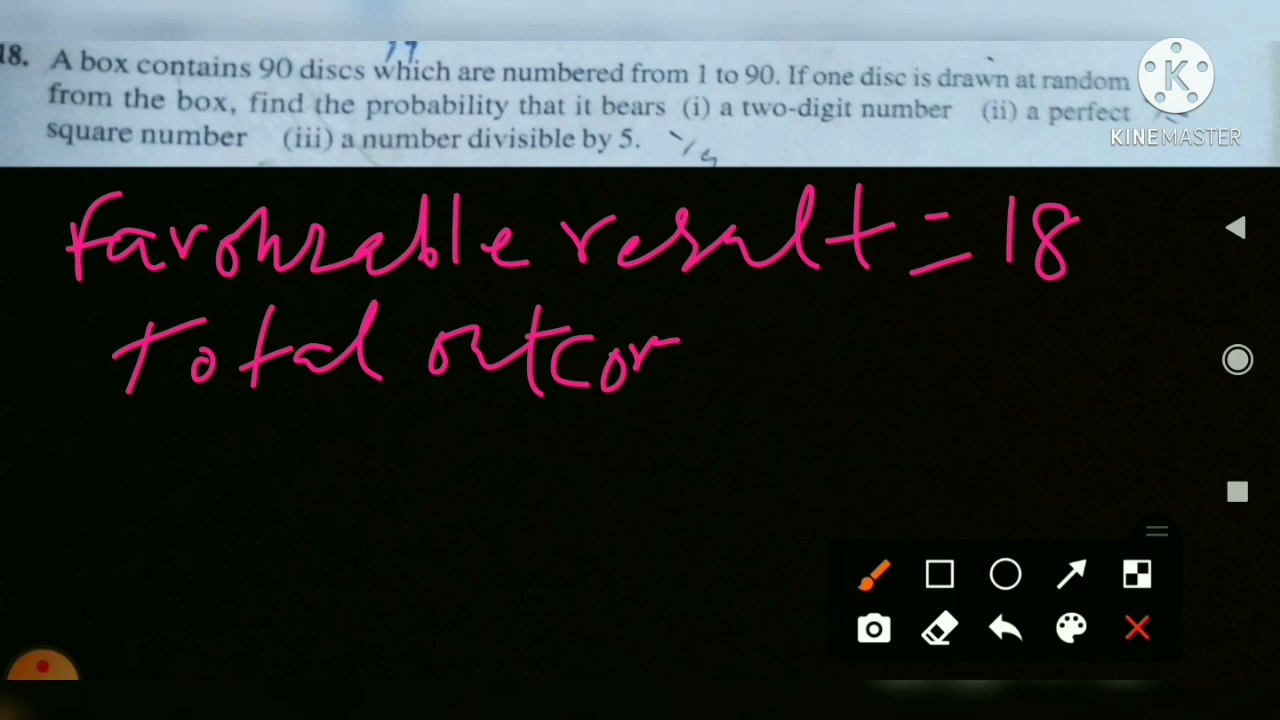 18. A box contains 90 discs which are numbered from 1 to 90. If one disc is drawn at random
from the box, find the probability that it bears (i) a two-digit number (ii) a perfect
square number (iii) a number divisible by 5.
K
KINEMASTER
Favourable result = 18
Total outcom